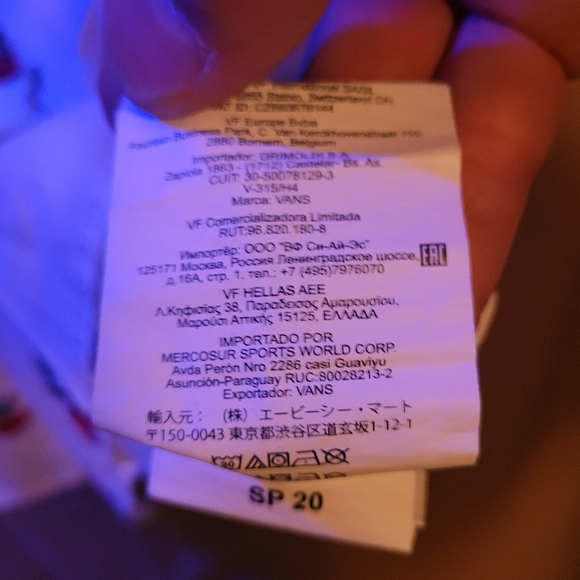 VF Europe Bvba
Fountain Business Park, C. Van Kerckhovenstraat 110
2880 Bornem, Belgium
Importador: GRIMOLDI S.A.
Zapiola 1863 - (1712) Castelar- Bs. As.
CUIT: 30-50078129-3
V-315/H4
Marca: VANS
VF Comercializadora Limitada
RUT:96.820.180-8
Импортёр: ООО "ВФ Си-Ай-Эс"
125171 Москва, Россия Ленинградское шоссе,
д.16А, стр. 1. тел.: +7 (495)7976070
EAC
VF HELLAS AEE
Λ.Κηφισίας 38, Παράδεισος Αμαρουσίου,
Μαρούσι Αττικής 15125, ΕΛΛΑΔΑ
IMPORTADO POR
MERCOSUR SPORTS WORLD CORP.
Avda Perón Nro 2286 casi Guaviyu
Asunción-Paraguay RUC:80028213-2
Exportador: VANS
輸入元： （株） エービーシー・マート
〒150-0043 東京都渋谷区道玄坂1-12-1
30
SP 20